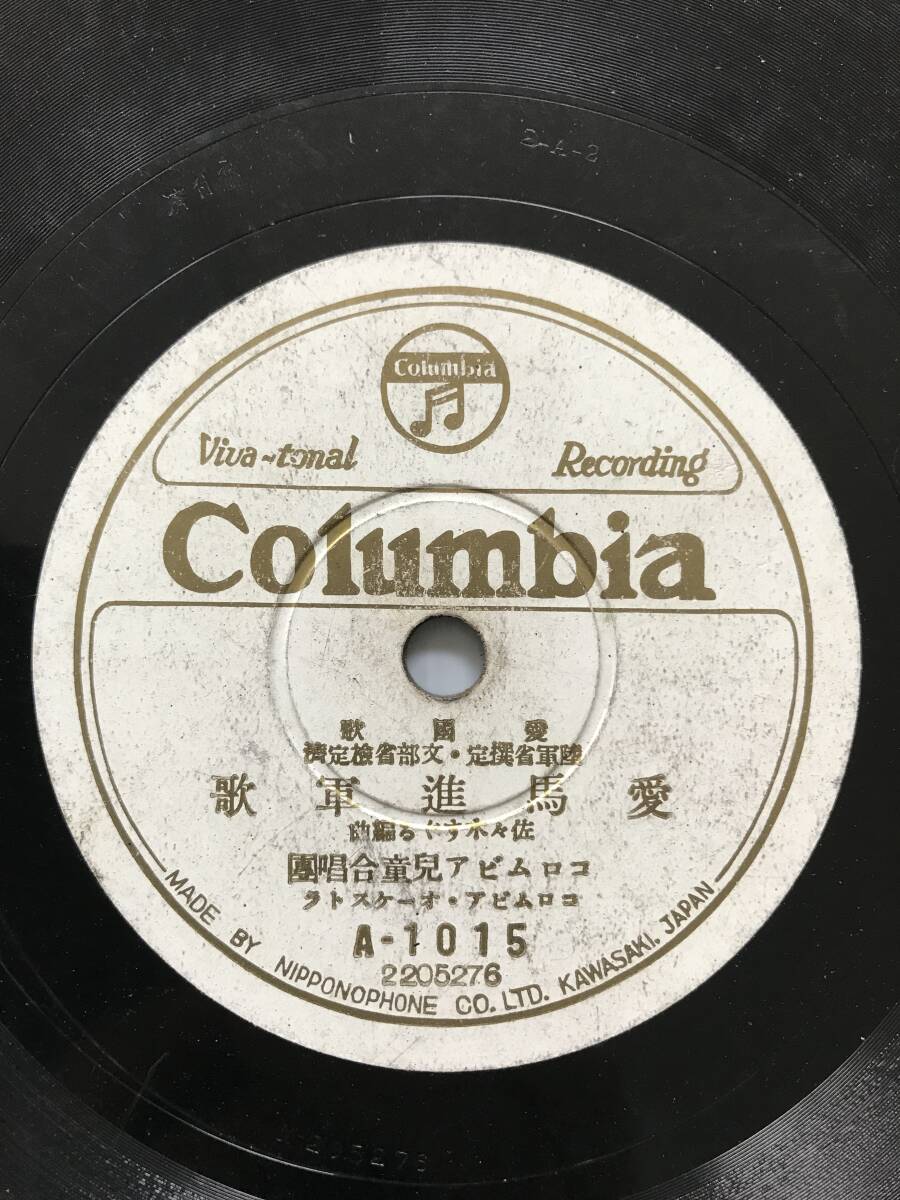 Columbia
Viva-tonal Recording
Columbia
愛國歌
陸軍省撰定・文部省檢定濟
愛馬進軍歌
佐々木すぐる編曲
コロムビア兒童合唱團
コロムビア・オーケストラ
A-1015
2205276
MADE BY NIPPONOPHONE CO., LTD. KAWASAKI, JAPAN